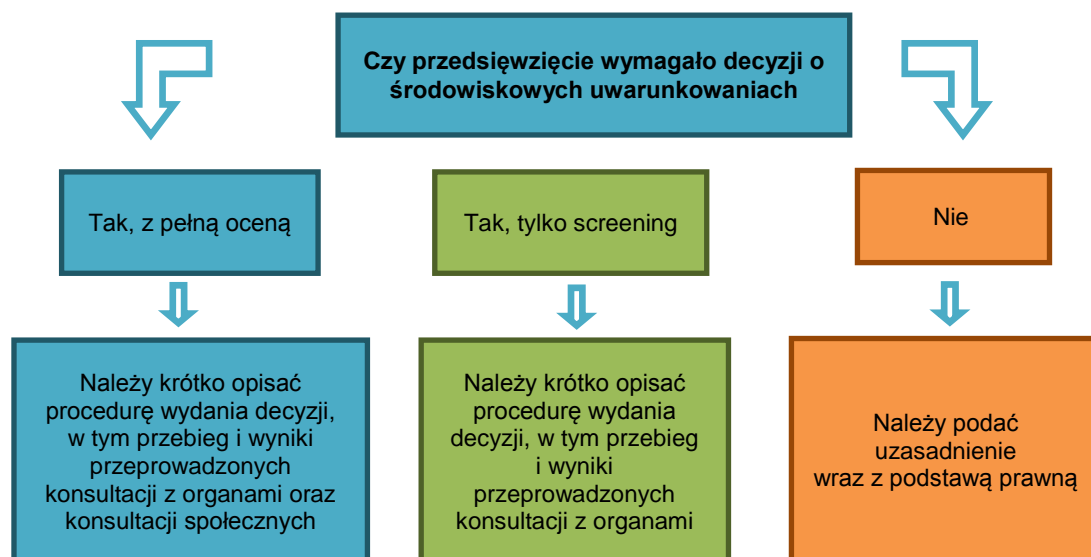 Czy przedsięwzięcie wymagało decyzji o
środowiskowych uwarunkowaniach
Tak, z pełną oceną
Tak, tylko screening
Nie
Należy krótko opisać
procedurę wydania decyzji,
w tym przebieg i wyniki
przeprowadzonych
konsultacji z organami oraz
konsultacji społecznych
Należy krótko opisać
procedurę wydania
decyzji, w tym przebieg
i wyniki
przeprowadzonych
konsultacji z organami
Należy podać
uzasadnienie
wraz z podstawą prawną